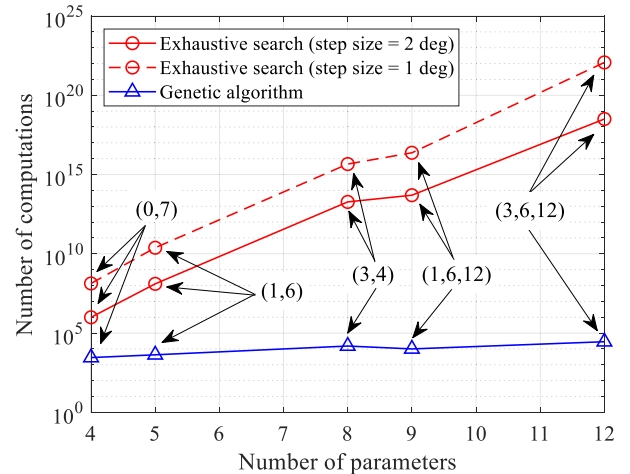 10^25
10^20
10^15
10^10
10^5
10^0
Number of computations
Exhaustive search (step size = 2 deg)
Exhaustive search (step size = 1 deg)
Genetic algorithm
(0,7)
(1,6)
(3,4)
(1,6,12)
(3,6,12)
4 5 6 7 8 9 10 11 12
Number of parameters